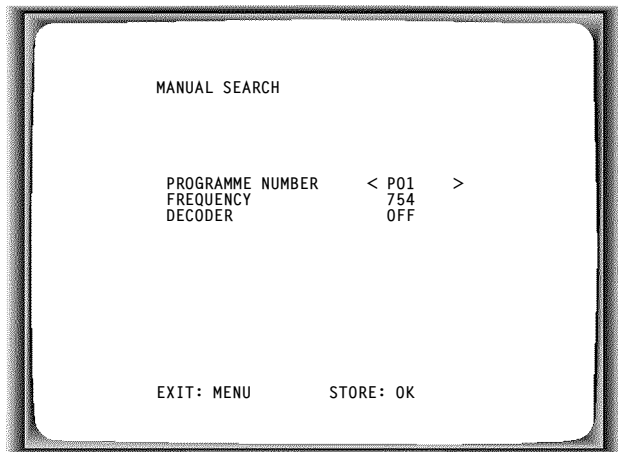 MANUAL SEARCH
PROGRAMME NUMBER < P01 >
FREQUENCY 754
DECODER OFF
EXIT: MENU STORE: OK